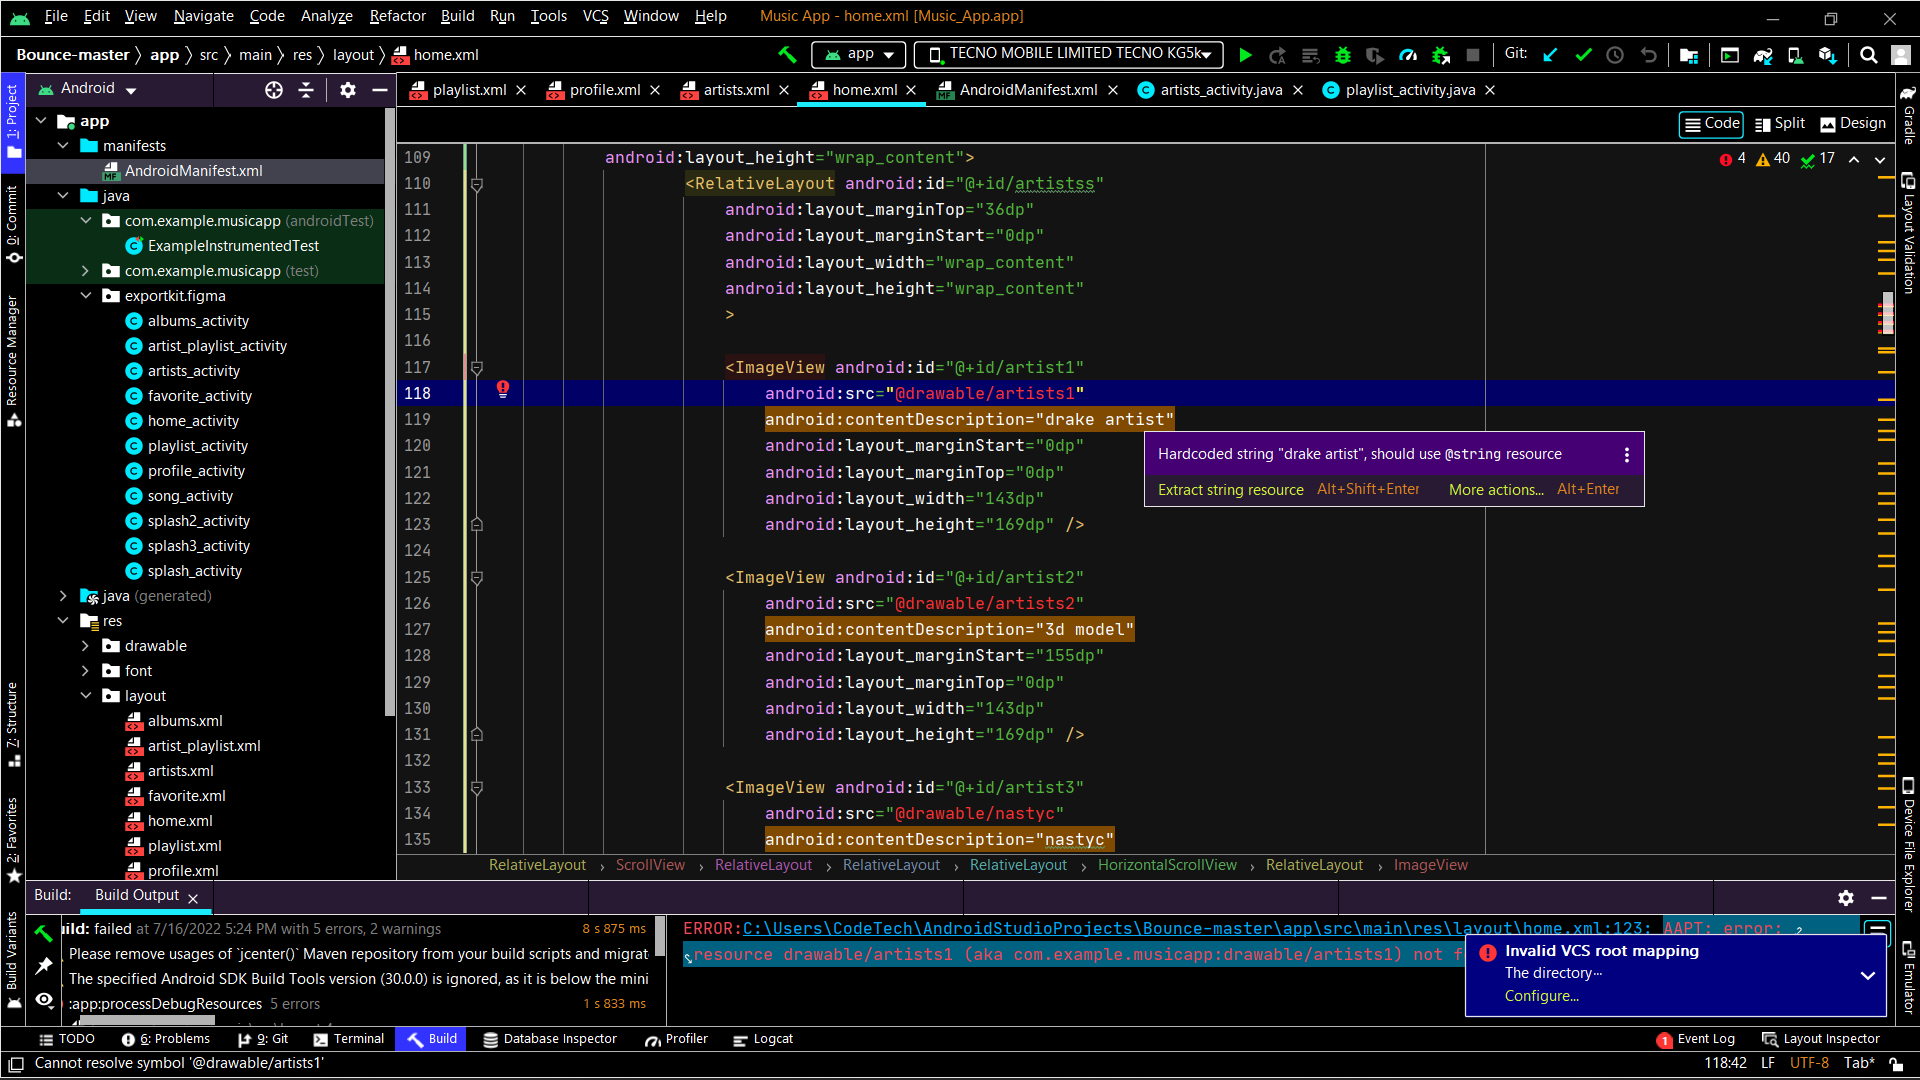 File Edit View Navigate Code Analyze Refactor Build Run Tools VCS Window Help Music App - home.xml [Music_App.app]
Bounce-master app src main res layout home.xml app TECNO MOBILE LIMITED TECNO KG5k Git:
Android playlist.xml profile.xml artists.xml home.xml AndroidManifest.xml artists_activity.java playlist_activity.java
Code Split Design
1: Project
0: Commit
Resource Manager
7: Structure
2: Favorites
Build Variants
app
manifests
AndroidManifest.xml
java
com.example.musicapp (androidTest)
ExampleInstrumentedTest
com.example.musicapp (test)
exportkit.figma
albums_activity
artist_playlist_activity
artists_activity
favorite_activity
home_activity
playlist_activity
profile_activity
song_activity
splash2_activity
splash3_activity
splash_activity
java (generated)
res
drawable
font
layout
albums.xml
artist_playlist.xml
artists.xml
favorite.xml
home.xml
playlist.xml
profile.xml
4 40 17
109 android:layout_height="wrap_content">
110 <RelativeLayout android:id="@+id/artistss"
111 android:layout_marginTop="36dp"
112 android:layout_marginStart="0dp"
113 android:layout_width="wrap_content"
114 android:layout_height="wrap_content"
115 >
116
117 <ImageView android:id="@+id/artist1"
118 android:src="@drawable/artists1"
119 android:contentDescription="drake artist"
120 android:layout_marginStart="0dp"
121 android:layout_marginTop="0dp"
122 android:layout_width="143dp"
123 android:layout_height="169dp" />
124
125 <ImageView android:id="@+id/artist2"
126 android:src="@drawable/artists2"
127 android:contentDescription="3d model"
128 android:layout_marginStart="155dp"
129 android:layout_marginTop="0dp"
130 android:layout_width="143dp"
131 android:layout_height="169dp" />
132
133 <ImageView android:id="@+id/artist3"
134 android:src="@drawable/nastyc"
135 android:contentDescription="nastyc"
Hardcoded string "drake artist", should use @string resource
Extract string resource Alt+Shift+Enter More actions... Alt+Enter
RelativeLayout › ScrollView › RelativeLayout › RelativeLayout › RelativeLayout › HorizontalScrollView › RelativeLayout › ImageView
Gradle
Layout Validation
Device File Explorer
Emulator
Build: Build Output
uild: failed at 7/16/2022 5:24 PM with 5 errors, 2 warnings 8 s 875 ms
Please remove usages of `jcenter()` Maven repository from your build scripts and migrat
The specified Android SDK Build Tools version (30.0.0) is ignored, as it is below the mini
:app:processDebugResources 5 errors 1 s 833 ms
ERROR:C:\Users\CodeTech\AndroidStudioProjects\Bounce-master\app\src\main\res\layout\home.xml:123: AAPT: error:
resource drawable/artists1 (aka com.example.musicapp:drawable/artists1) not f
Invalid VCS root mapping
The directory···
Configure...
TODO 6: Problems 9: Git Terminal Build Database Inspector Profiler Logcat 1 Event Log Layout Inspector
Cannot resolve symbol '@drawable/artists1' 118:42 LF UTF-8 Tab*